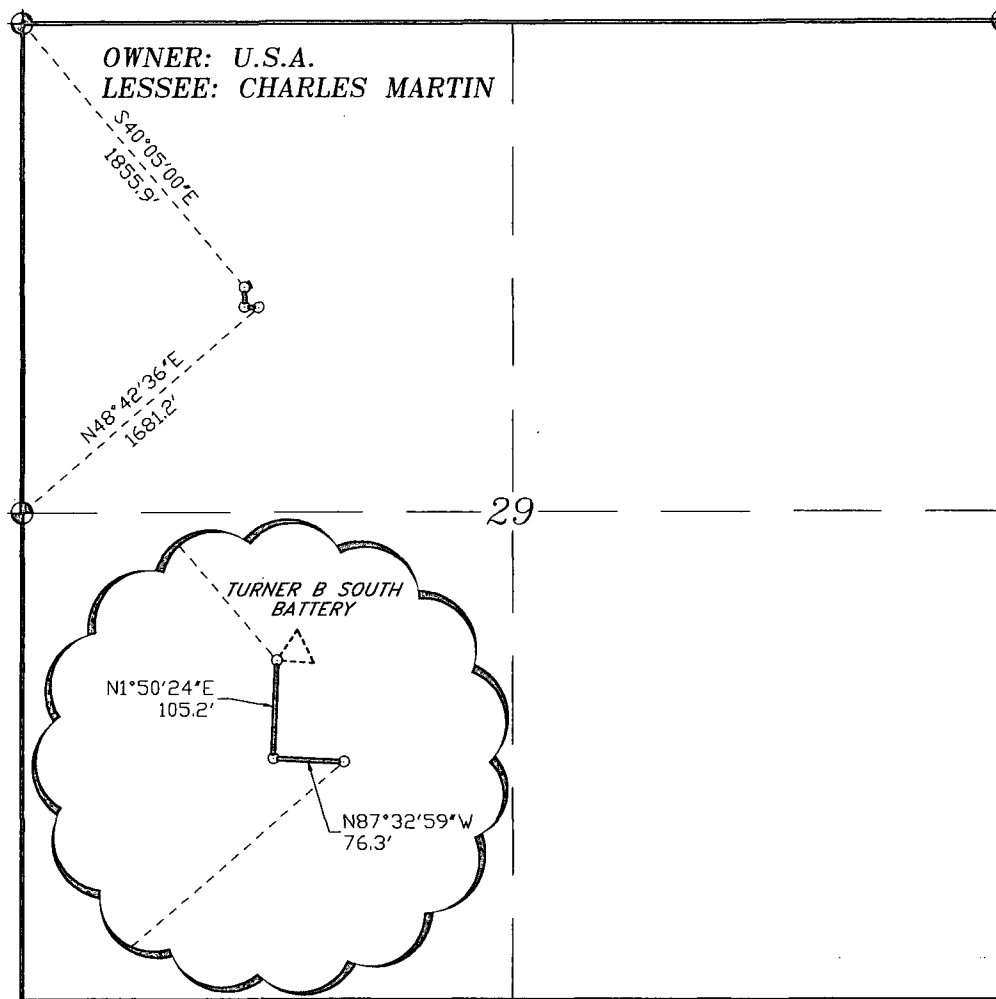 OWNER: U.S.A.
LESSEE: CHARLES MARTIN
S40°05'00"E
1855.9'
N48°42'36"E
1681.2'
29
TURNER B SOUTH
BATTERY
N1°50'24"E
105.2'
N87°32'59"W
76.3'